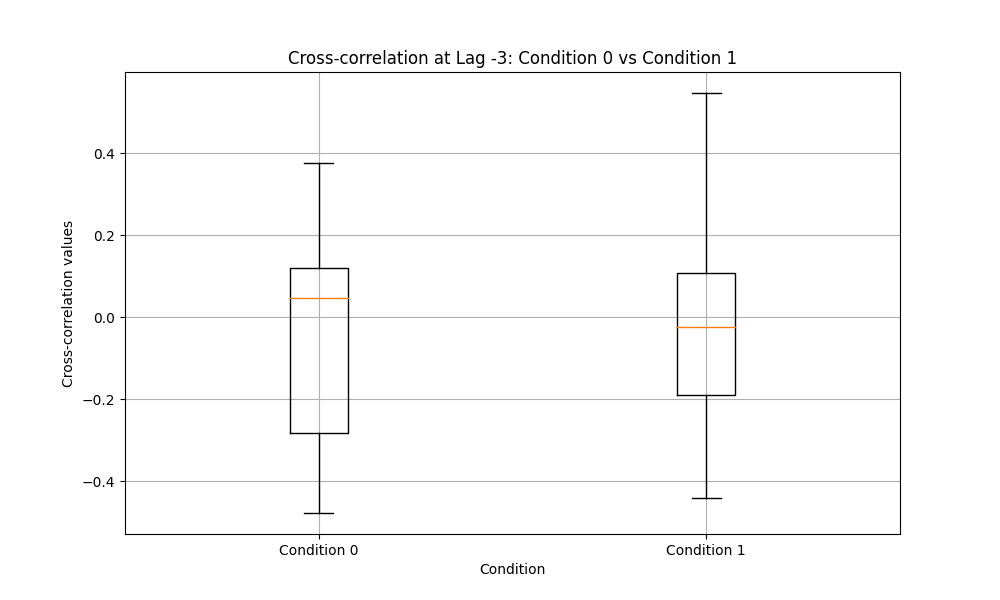 Cross-correlation at Lag -3: Condition 0 vs Condition 1
Cross-correlation values
0.4
0.2
0.0
−0.2
−0.4
Condition 0
Condition 1
Condition